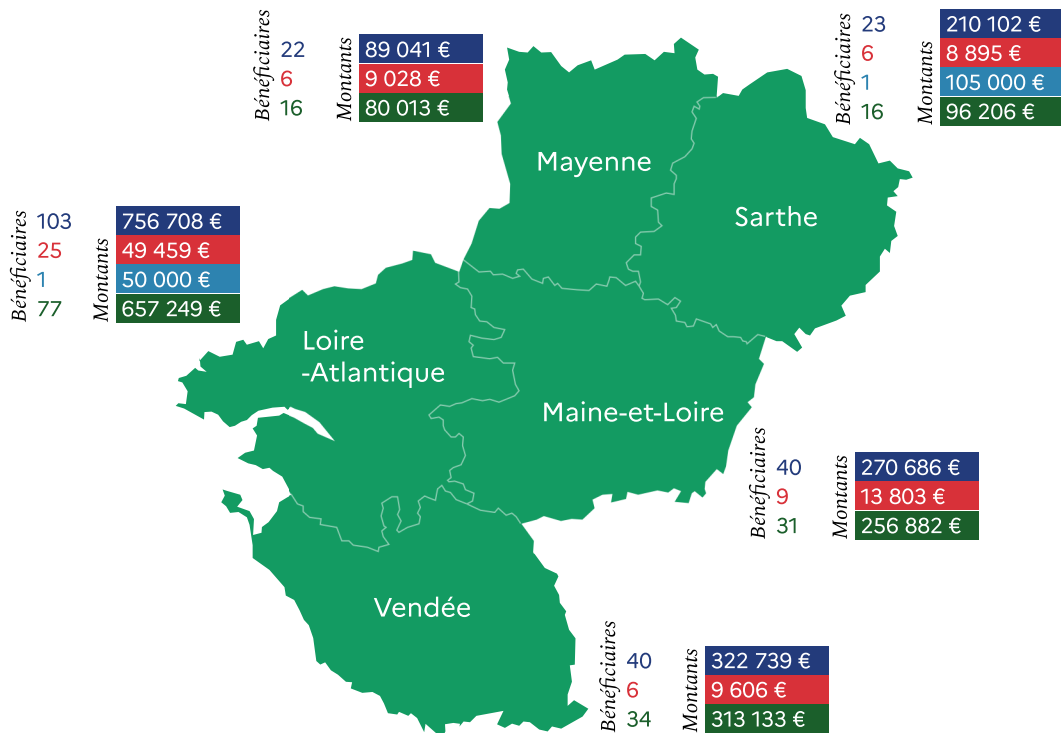 Bénéficiaires
22
6
16
Montants
89 041 €
9 028 €
80 013 €
Bénéficiaires
23
6
1
16
Montants
210 102 €
8 895 €
105 000 €
96 206 €
Mayenne
Sarthe
Bénéficiaires
103
25
1
77
Montants
756 708 €
49 459 €
50 000 €
657 249 €
Loire
-Atlantique
Maine-et-Loire
Bénéficiaires
40
9
31
Montants
270 686 €
13 803 €
256 882 €
Vendée
Bénéficiaires
40
6
34
Montants
322 739 €
9 606 €
313 133 €